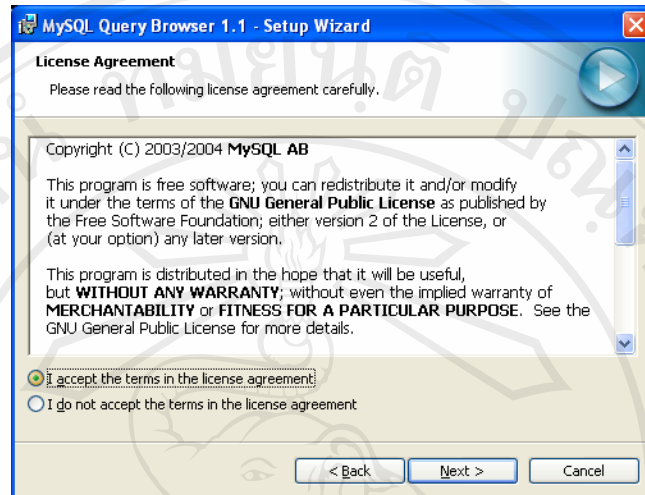 MySQL Query Browser 1.1 - Setup Wizard
License Agreement
Please read the following license agreement carefully.
Copyright (C) 2003/2004 MySQL AB
This program is free software; you can redistribute it and/or modify
it under the terms of the GNU General Public License as published by
the Free Software Foundation; either version 2 of the License, or
(at your option) any later version.
This program is distributed in the hope that it will be useful,
but WITHOUT ANY WARRANTY; without even the implied warranty of
MERCHANTABILITY or FITNESS FOR A PARTICULAR PURPOSE. See the
GNU General Public License for more details.
I accept the terms in the license agreement
I do not accept the terms in the license agreement
< Back
Next >
Cancel